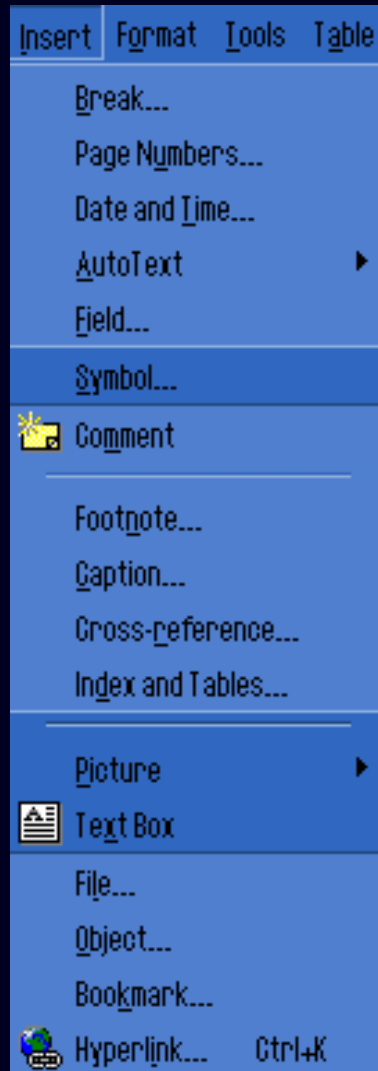 Insert Format Tools Table
Break...
Page Numbers...
Date and Time...
AutoText
Field...
Symbol...
Comment
Footnote...
Caption...
Cross-reference...
Index and Tables...
Picture
Text Box
File...
Object...
Bookmark...
Hyperlink... Ctrl+K